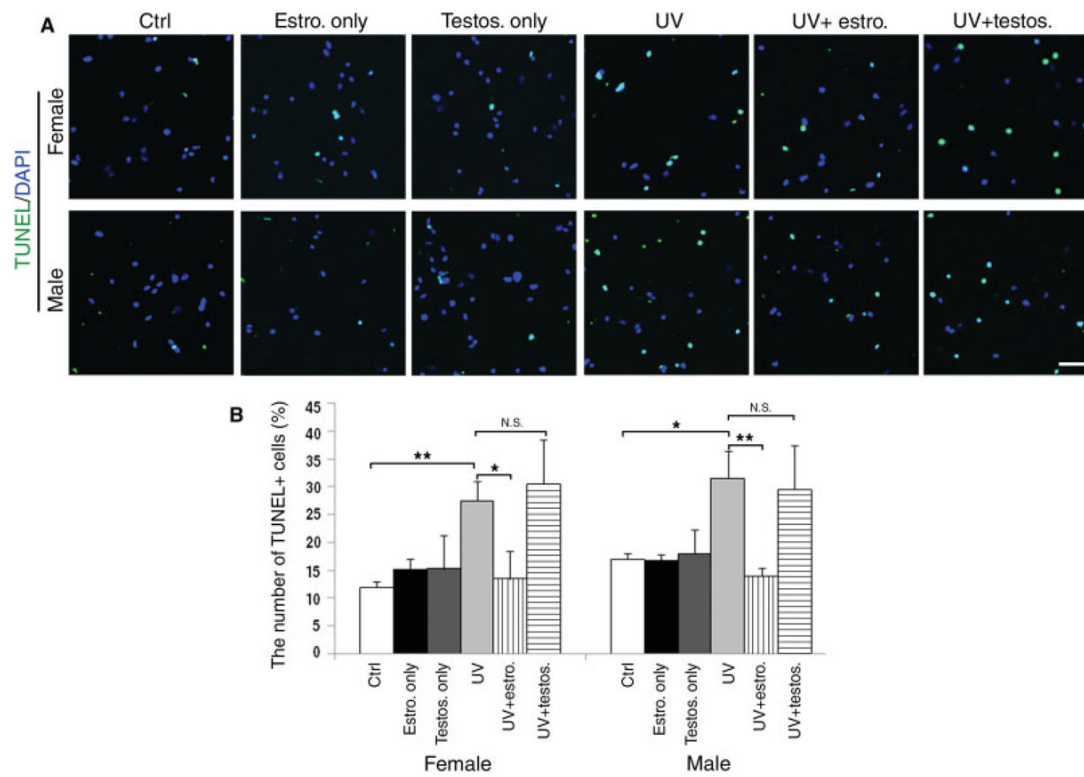 A
Ctrl
Estro. only
Testos. only
UV
UV+ estro.
UV+testos.
TUNEL/DAPI
Female
Male
B
The number of TUNEL+ cells (%)
45
40
35
30
25
20
15
10
5
0
**
*
N.S.
*
**
N.S.
Ctrl
Estro. only
Testos. only
UV
UV+estro.
UV+testos.
Ctrl
Estro. only
Testos. only
UV
UV+estro.
UV+testos.
Female
Male